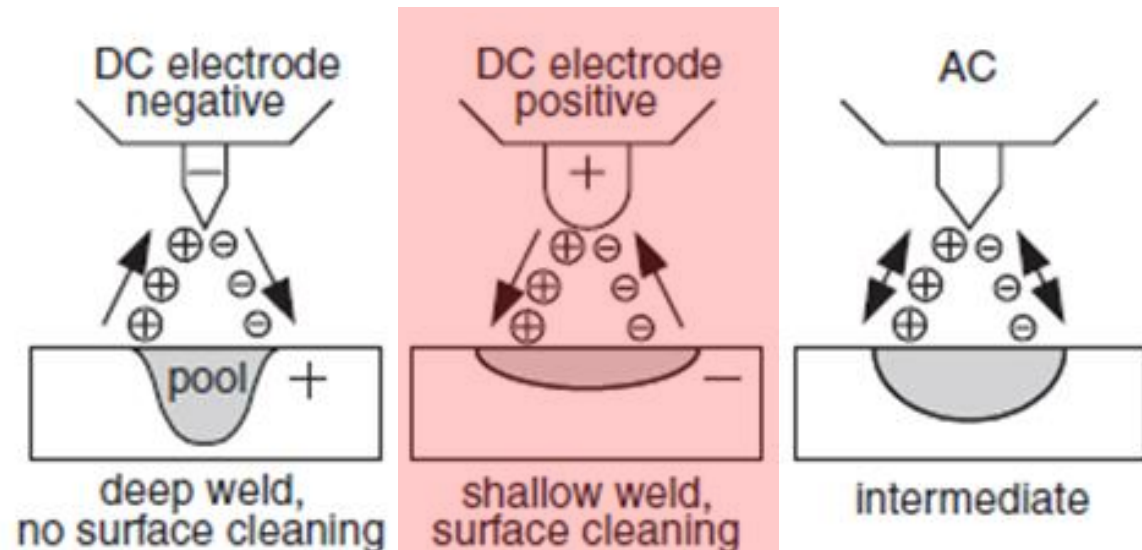 DC electrode
negative
−
⊕ ⊖
⊕ ⊖
⊕ ⊖
pool +
deep weld,
no surface cleaning
DC electrode
positive
+
⊕ ⊖
⊕ ⊖
⊕ ⊖
−
shallow weld,
surface cleaning
AC
⊕ ⊖
⊕ ⊖
⊕ ⊖
intermediate